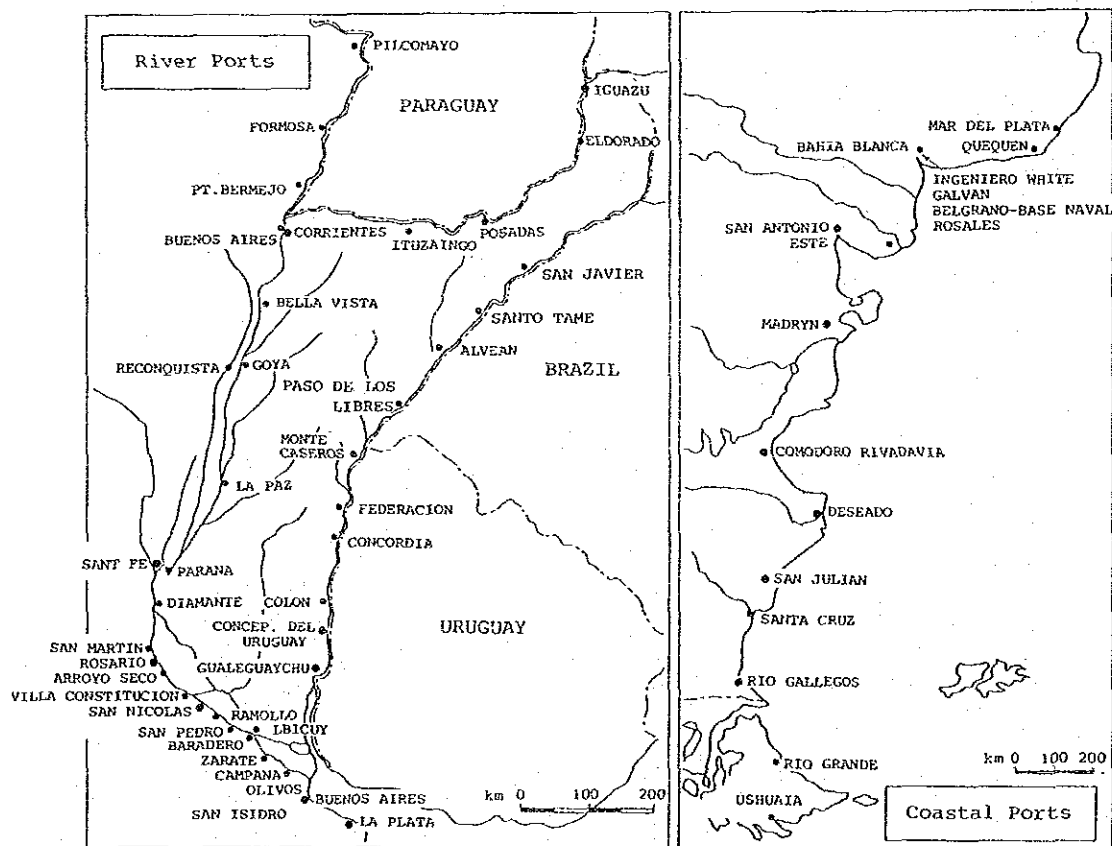 River Ports
PILCOMAYO
PARAGUAY
IGUAZU
FORMOSA
ELDORADO
PT.BERMEJO
BUENOS AIRES
CORRIENTES
ITUZAINGO
POSADAS
SAN JAVIER
BELLA VISTA
SANTO TAME
ALVEAN
RECONQUISTA
GOYA
BRAZIL
PASO DE LOS
LIBRES
MONTE
CASEROS
LA PAZ
FEDERACION
CONCORDIA
SANT FE
PARANA
DIAMANTE
COLON
CONCEP. DEL
URUGUAY
URUGUAY
SAN MARTIN
ROSARIO
ARROYO SECO
GUALEGUAYCHU
VILLA CONSTITUCION
SAN NICOLAS
RAMOLLO
SAN PEDRO
LBICUY
BARADERO
ZARATE
CAMPANA
OLIVOS
SAN ISIDRO
BUENOS AIRES
LA PLATA
km 0 100 200
MAR DEL PLATA
BAHIA BLANCA
QUEQUEN
INGENIERO WHITE
GALVAN
BELGRANO-BASE NAVAL
ROSALES
SAN ANTONIO
ESTE
MADRYN
COMODORO RIVADAVIA
DESEADO
SAN JULIAN
SANTA CRUZ
RIO GALLEGOS
RIO GRANDE
USHUAIA
km 0 100 200
Coastal Ports